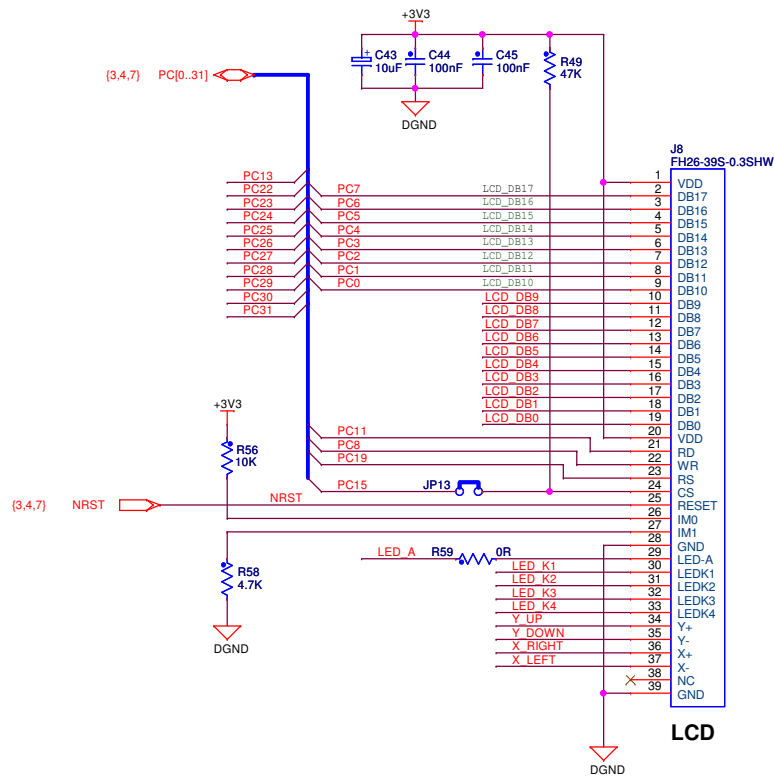 +3V3
C43
10uF
C44
100nF
C45
100nF
R49
47K
+
DGND
{3,4,7} PC[0..31]
J8
FH26-39S-0.3SHW
PC13
PC22
PC23
PC24
PC25
PC26
PC27
PC28
PC29
PC30
PC31
PC7 LCD_DB17
PC6 LCD_DB16
PC5 LCD_DB15
PC4 LCD_DB14
PC3 LCD_DB13
PC2 LCD_DB12
PC1 LCD_DB11
PC0 LCD_DB10
LCD_DB9
LCD_DB8
LCD_DB7
LCD_DB6
LCD_DB5
LCD_DB4
LCD_DB3
LCD_DB2
LCD_DB1
LCD_DB0
1 VDD
2 DB17
3 DB16
4 DB15
5 DB14
6 DB13
7 DB12
8 DB11
9 DB10
10 DB9
11 DB8
12 DB7
13 DB6
14 DB5
15 DB4
16 DB3
17 DB2
18 DB1
19 DB0
20 VDD
21 RD
22 WR
23 RS
24 CS
25 RESET
26 IM0
27 IM1
28 GND
29 LED-A
30 LEDK1
31 LEDK2
32 LEDK3
33 LEDK4
34 Y+
35 Y-
36 X+
37 X-
38 NC
39 GND
+3V3
R56
10K
PC11
PC8
PC19
PC15 JP13
{3,4,7} NRST
NRST
R58
4.7K
DGND
LED_A R59 0R
LED_K1
LED_K2
LED_K3
LED_K4
Y_UP
Y_DOWN
X_RIGHT
X_LEFT
LCD
DGND